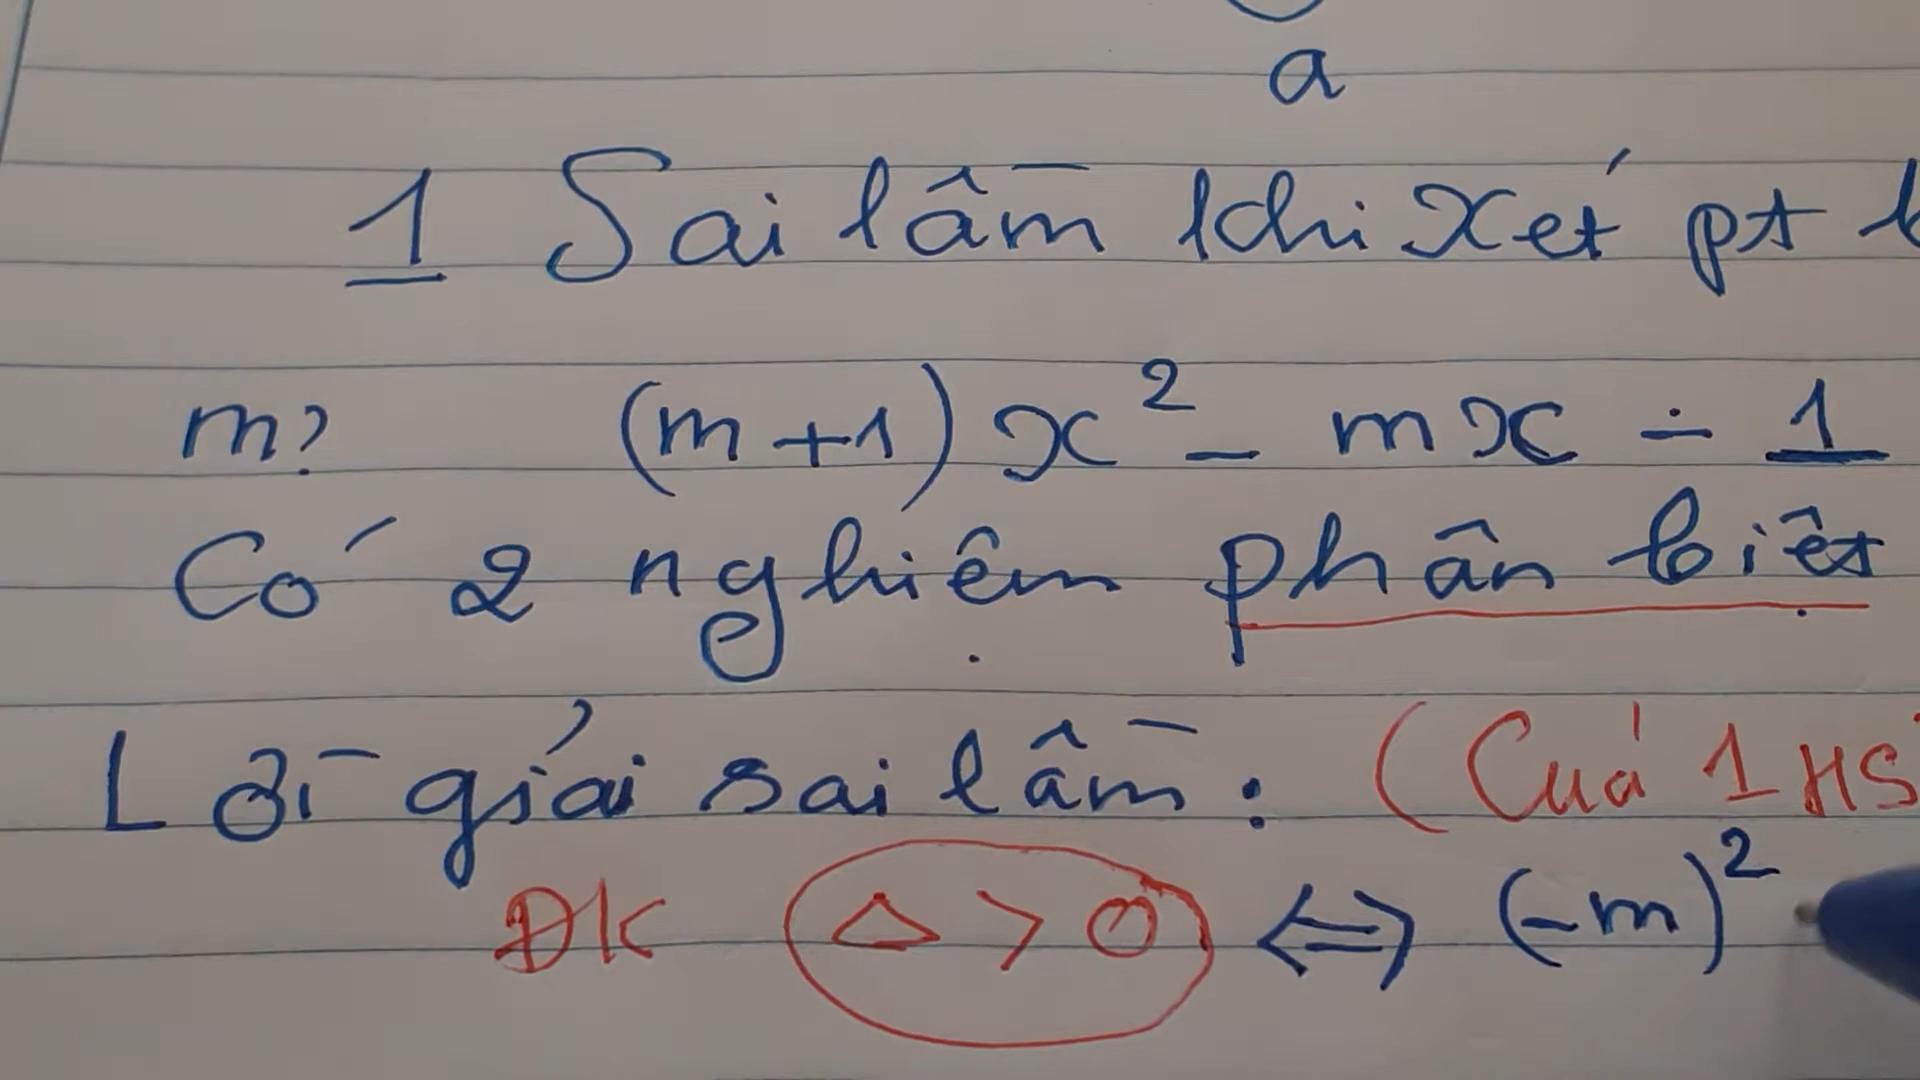 a
1 Sai lầm khi xét pt
m? (m+1)x² - mx - 1
Có 2 nghiệm phân biệt
Lời giải sai lầm: (Của 1 HS
ĐK Δ > 0 ⇔ (-m)²